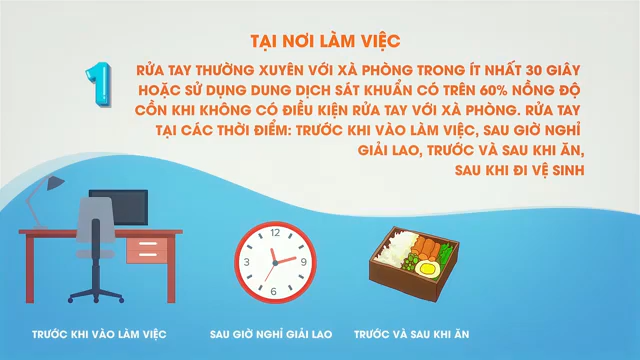 TẠI NƠI LÀM VIỆC
1
RỬA TAY THƯỜNG XUYÊN VỚI XÀ PHÒNG TRONG ÍT NHẤT 30 GIÂY
HOẶC SỬ DỤNG DUNG DỊCH SÁT KHUẨN CÓ TRÊN 60% NỒNG ĐỘ
CỒN KHI KHÔNG CÓ ĐIỀU KIỆN RỬA TAY VỚI XÀ PHÒNG. RỬA TAY
TẠI CÁC THỜI ĐIỂM: TRƯỚC KHI VÀO LÀM VIỆC, SAU GIỜ NGHỈ
GIẢI LAO, TRƯỚC VÀ SAU KHI ĂN,
SAU KHI ĐI VỆ SINH
12
3
9
6
TRƯỚC KHI VÀO LÀM VIỆC
SAU GIỜ NGHỈ GIẢI LAO
TRƯỚC VÀ SAU KHI ĂN